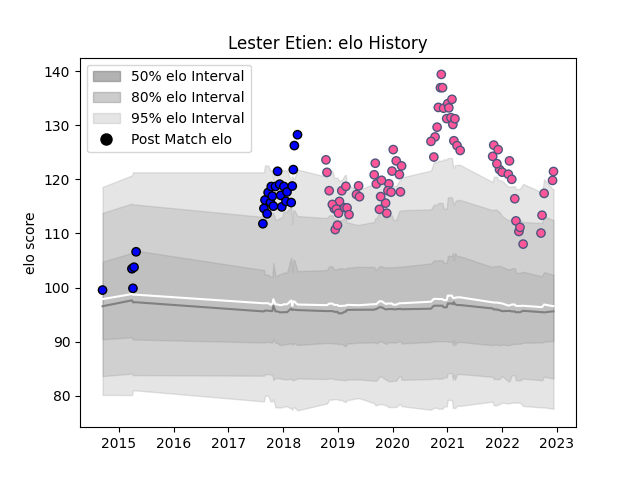 Lester Etien: elo History
50% elo Interval
80% elo Interval
95% elo Interval
Post Match elo
elo score
140
130
120
110
100
90
80
2015 2016 2017 2018 2019 2020 2021 2022 2023